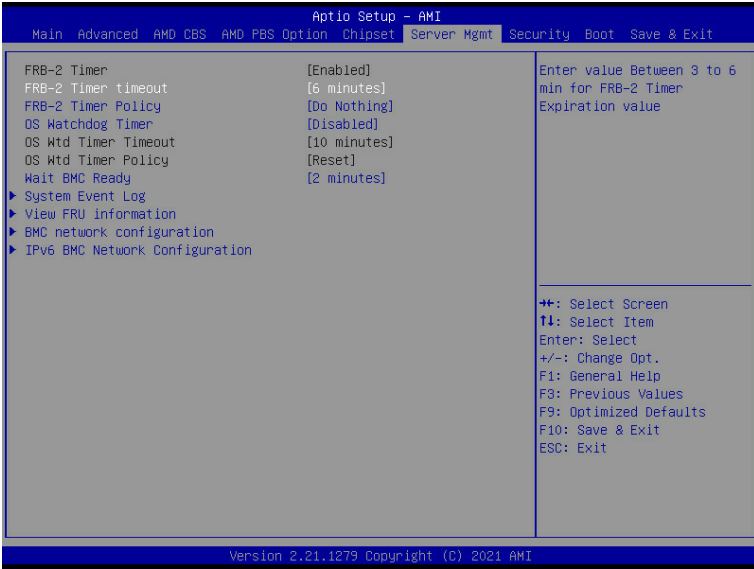 Aptio Setup – AMI
Main Advanced AMD CBS AMD PBS Option Chipset Server Mgmt Security Boot Save & Exit
FRB-2 Timer [Enabled]
FRB-2 Timer timeout [6 minutes]
FRB-2 Timer Policy [Do Nothing]
OS Watchdog Timer [Disabled]
OS Wtd Timer Timeout [10 minutes]
OS Wtd Timer Policy [Reset]
Wait BMC Ready [2 minutes]
System Event Log
View FRU information
BMC network configuration
IPv6 BMC Network Configuration
Enter value Between 3 to 6
min for FRB-2 Timer
Expiration value
→←: Select Screen
↑↓: Select Item
Enter: Select
+/-: Change Opt.
F1: General Help
F3: Previous Values
F9: Optimized Defaults
F10: Save & Exit
ESC: Exit
Version 2.21.1279 Copyright (C) 2021 AMI